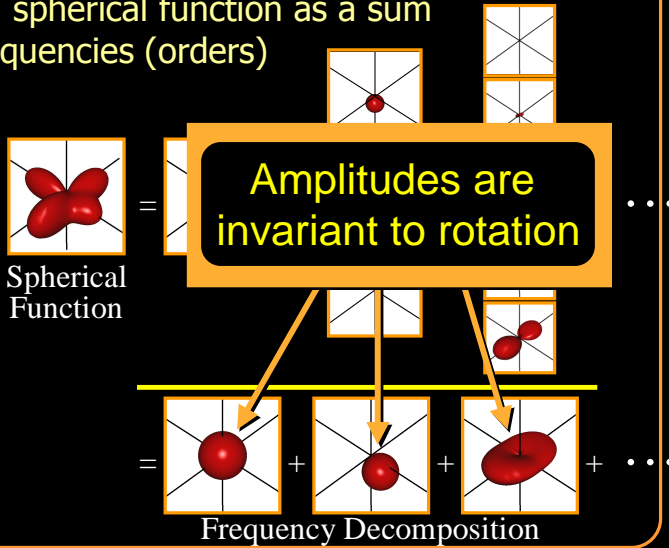 spherical function as a sum
quencies (orders)
Amplitudes are
invariant to rotation
= ...
Spherical
Function
= + + + ...
Frequency Decomposition